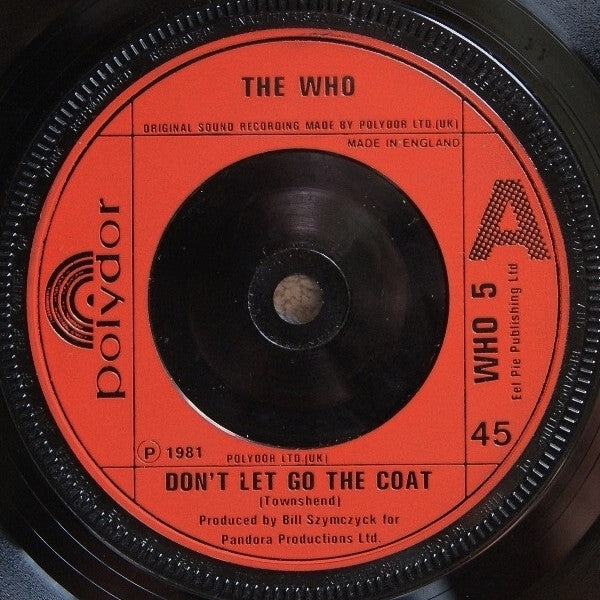 THE WHO
ORIGINAL SOUND RECORDING MADE BY POLYDOR LTD.(UK)
MADE IN ENGLAND
polydor
A
WHO 5
Eel Pie Publishing Ltd
45
P 1981
POLYDOR LTD.(UK)
DON'T LET GO THE COAT
(Townshend)
Produced by Bill Szymczyck for
Pandora Productions Ltd.